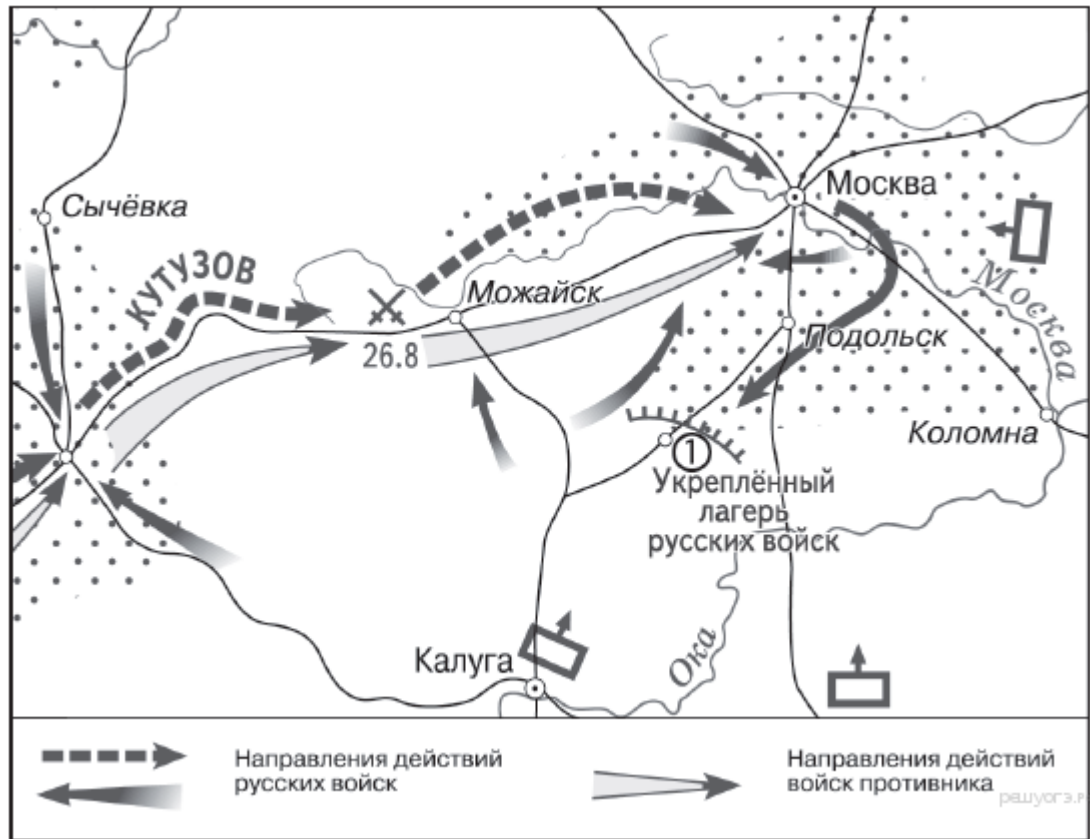 Москва
Сычёвка
КУТУЗОВ
Москва
Можайск
26.8
Подольск
Коломна
1
Укреплённый
лагерь
русских войск
Калуга
Ока
Направления действий
русских войск
Направления действий
войск противника
решуогэ.р